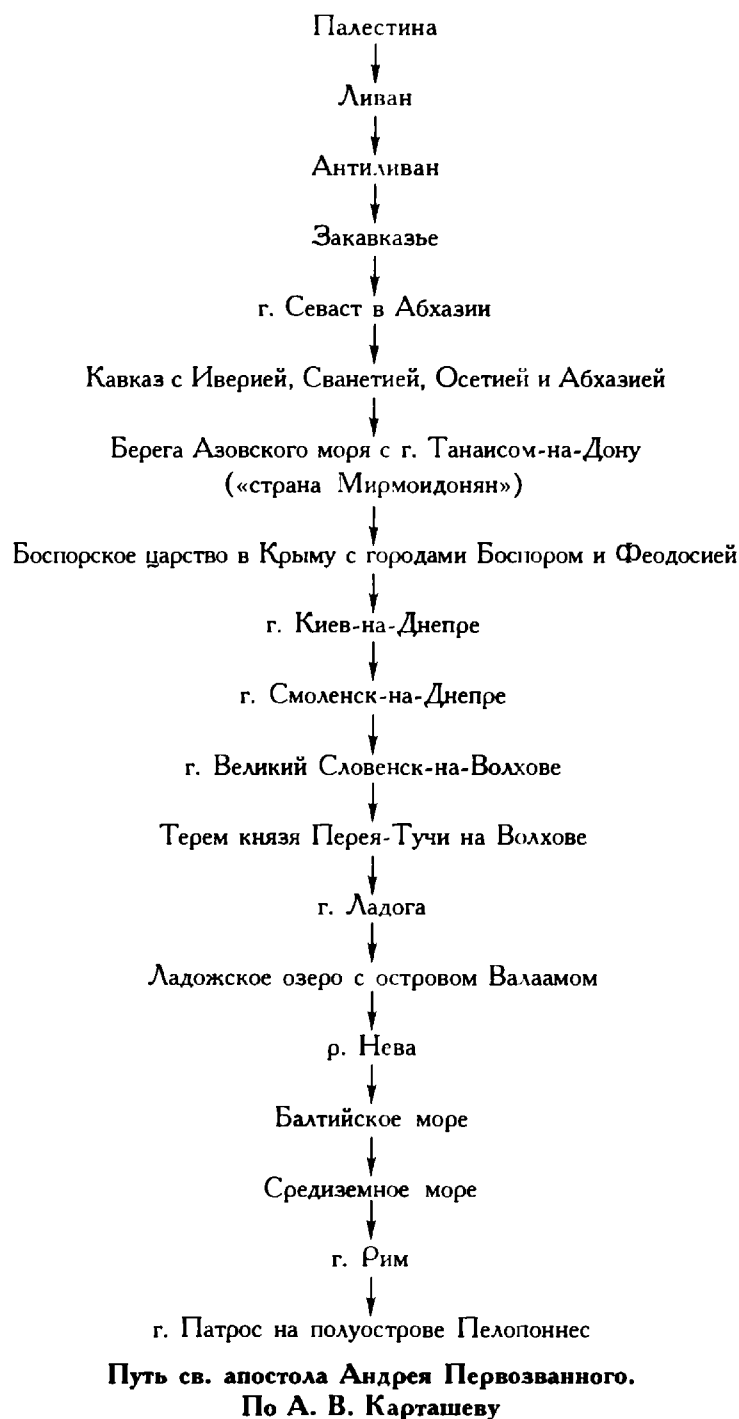 Палестина
Ливан
Антиливан
Закавказье
г. Севаст в Абхазии
Кавказ с Иверией, Сванетией, Осетией и Абхазией
Берега Азовского моря с г. Танаисом-на-Дону
(«страна Мирмоидонян»)
Боспорское царство в Крыму с городами Боспором и Феодосией
г. Киев-на-Днепре
г. Смоленск-на-Днепре
г. Великий Словенск-на-Волхове
Терем князя Перея-Тучи на Волхове
г. Ладога
Ладожское озеро с островом Валаамом
р. Нева
Балтийское море
Средиземное море
г. Рим
г. Патрос на полуострове Пелопоннес
Путь св. апостола Андрея Первозванного.
По А. В. Карташеву